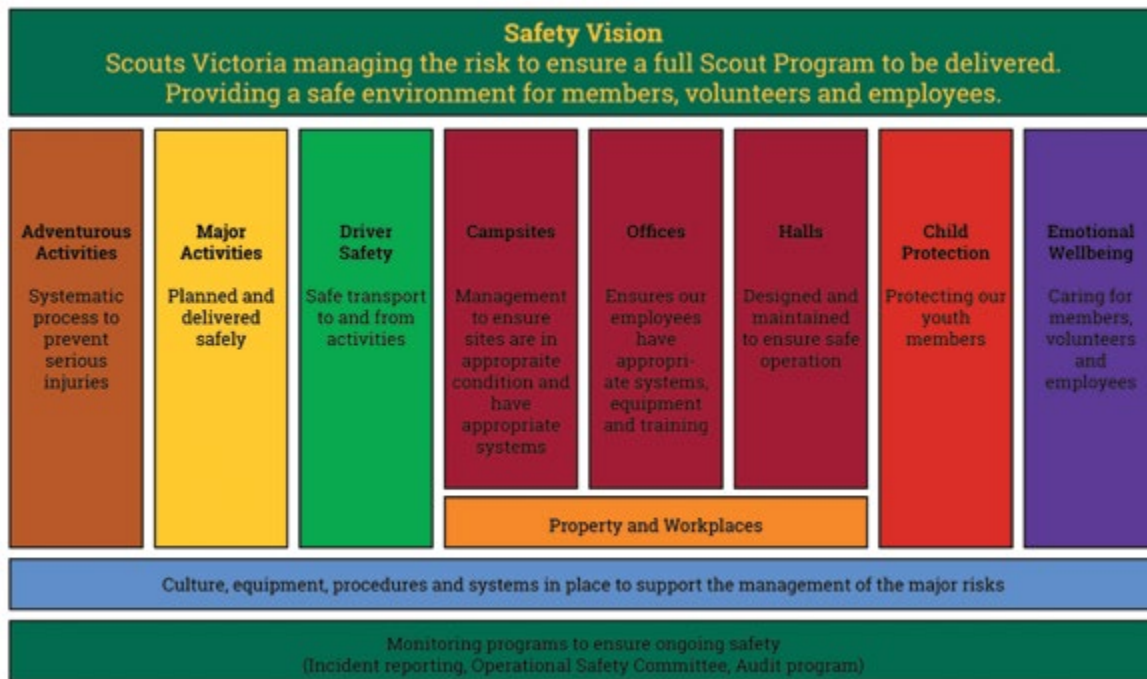 Safety Vision
Scouts Victoria managing the risk to ensure a full Scout Program to be delivered.
Providing a safe environment for members, volunteers and employees.
Adventurous
Activities
Systematic
process to
prevent
serious
injuries
Major
Activities
Planned and
delivered
safely
Driver
Safety
Safe transport
to and from
activities
Campsites
Management
to ensure
sites are in
appropraite
condition and
have
appropriate
systems
Offices
Ensures our
employees
have
appropri-
ate systems,
equipment
and training
Halls
Designed and
maintained
to ensure safe
operation
Property and Workplaces
Child
Protection
Protecting our
youth
members
Emotional
Wellbeing
Caring for
members,
volunteers
and
employees
Culture, equipment, procedures and systems in place to support the management of the major risks
Monitoring programs to ensure ongoing safety
(Incident reporting, Operational Safety Committee, Audit program)